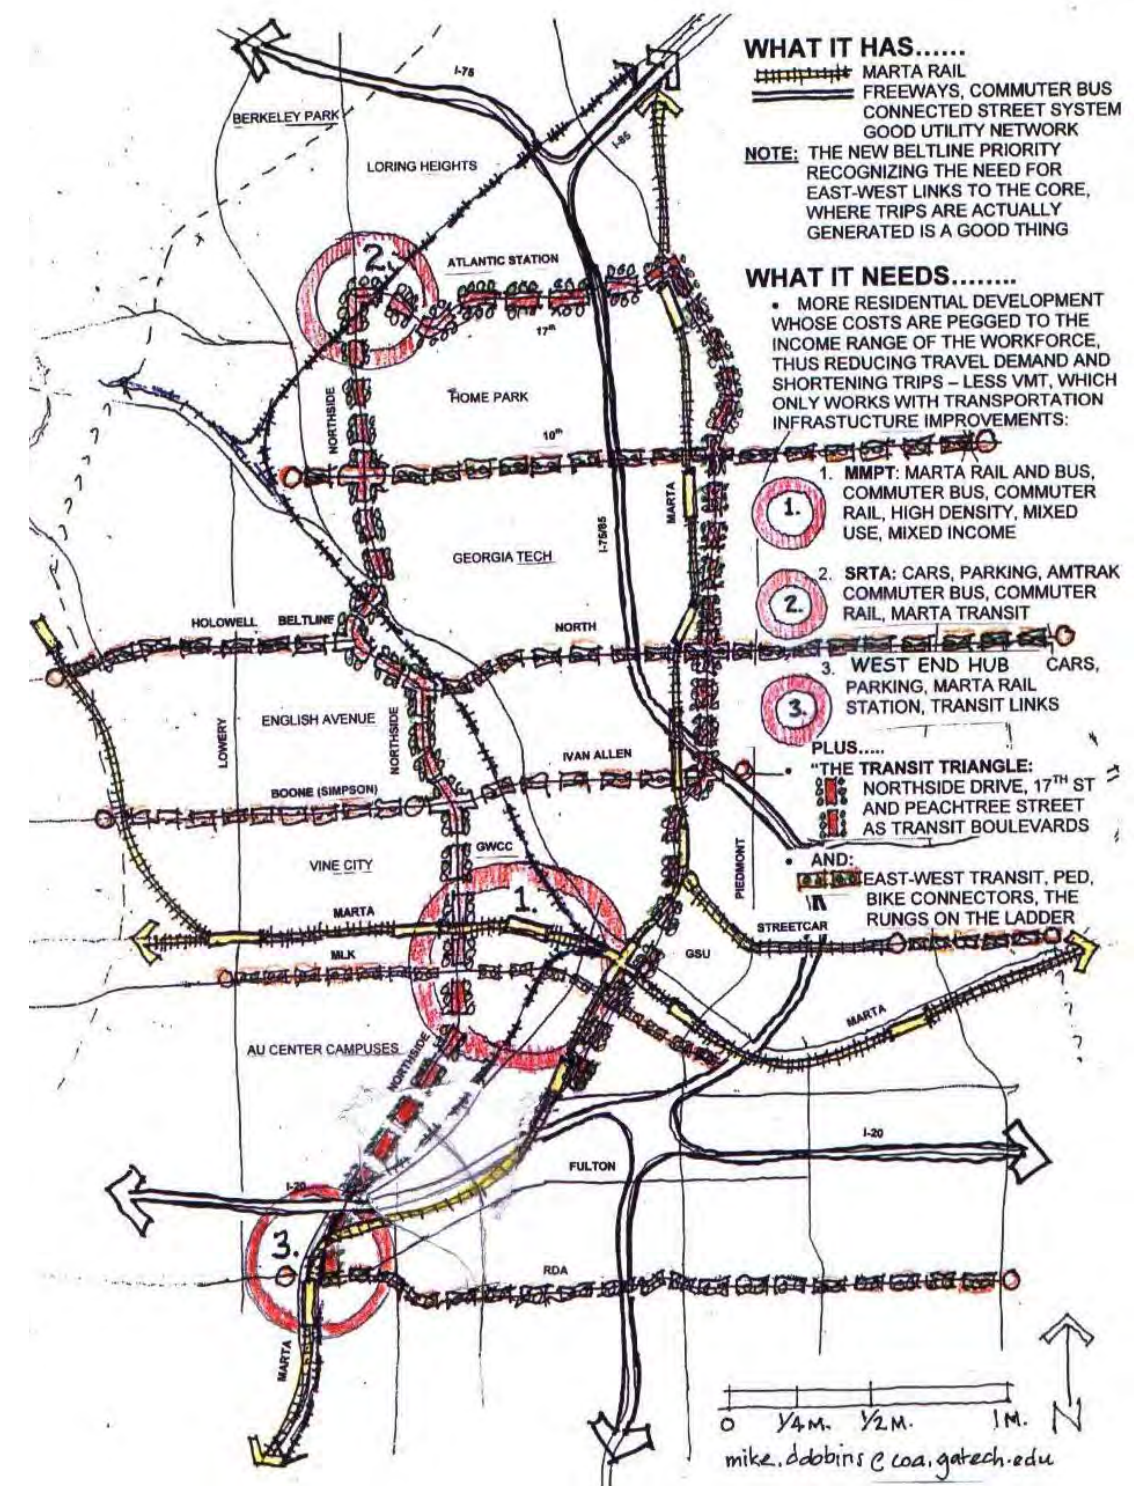 WHAT IT HAS......
MARTA RAIL
FREEWAYS, COMMUTER BUS
CONNECTED STREET SYSTEM
GOOD UTILITY NETWORK
NOTE: THE NEW BELTLINE PRIORITY
RECOGNIZING THE NEED FOR
EAST-WEST LINKS TO THE CORE,
WHERE TRIPS ARE ACTUALLY
GENERATED IS A GOOD THING
WHAT IT NEEDS........
• MORE RESIDENTIAL DEVELOPMENT
WHOSE COSTS ARE PEGGED TO THE
INCOME RANGE OF THE WORKFORCE,
THUS REDUCING TRAVEL DEMAND AND
SHORTENING TRIPS – LESS VMT, WHICH
ONLY WORKS WITH TRANSPORTATION
INFRASTUCTURE IMPROVEMENTS:
1. MMPT: MARTA RAIL AND BUS,
COMMUTER BUS, COMMUTER
RAIL, HIGH DENSITY, MIXED
USE, MIXED INCOME
1.
2. SRTA: CARS, PARKING, AMTRAK
COMMUTER BUS, COMMUTER
RAIL, MARTA TRANSIT
2.
3. WEST END HUB CARS,
PARKING, MARTA RAIL
STATION, TRANSIT LINKS
3.
PLUS.....
• "THE TRANSIT TRIANGLE:
NORTHSIDE DRIVE, 17TH ST
AND PEACHTREE STREET
AS TRANSIT BOULEVARDS
• AND:
EAST-WEST TRANSIT, PED,
BIKE CONNECTORS, THE
RUNGS ON THE LADDER
I-75
BERKELEY PARK
I-85
LORING HEIGHTS
2.
ATLANTIC STATION
17th
HOME PARK
NORTHSIDE
10th
MARTA
I-75/85
GEORGIA TECH
HOLOWELL
BELTLINE
NORTH
ENGLISH AVENUE
LOWERY
NORTHSIDE
IVAN ALLEN
BOONE (SIMPSON)
VINE CITY
GWCC
PIEDMONT
1.
MARTA
STREETCAR
MLK
GSU
MARTA
AU CENTER CAMPUSES
NORTHSIDE
I-20
FULTON
I-20
3.
RDA
MARTA
0 1/4 M. 1/2 M. 1 M.
N
mike.dobbins@coa.gatech.edu